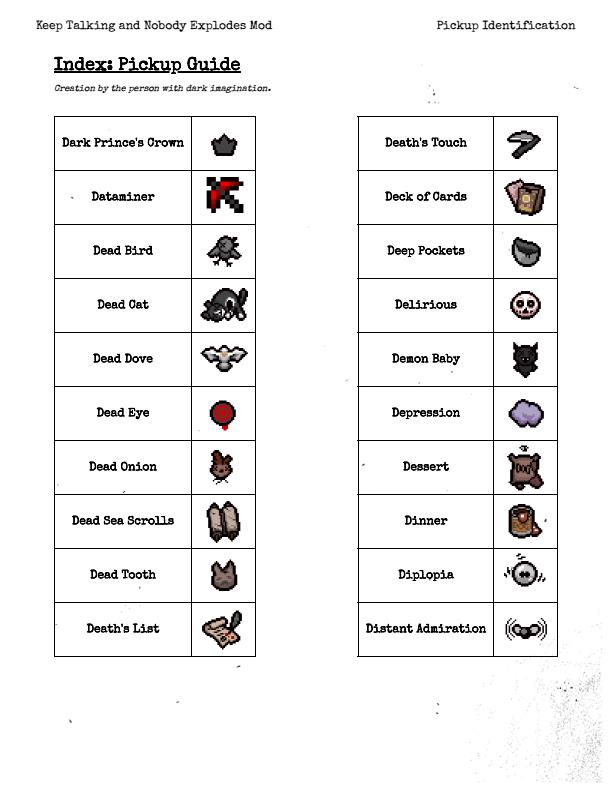 Keep Talking and Nobody Explodes Mod
Pickup Identification
Index: Pickup Guide
Creation by the person with dark imagination.
Dark Prince's Crown
Dataminer
Dead Bird
Dead Cat
Dead Dove
Dead Eye
Dead Onion
Dead Sea Scrolls
Dead Tooth
Death's List
Death's Touch
Deck of Cards
Deep Pockets
Delirious
Demon Baby
Depression
Dessert
Dinner
Diplopia
Distant Admiration